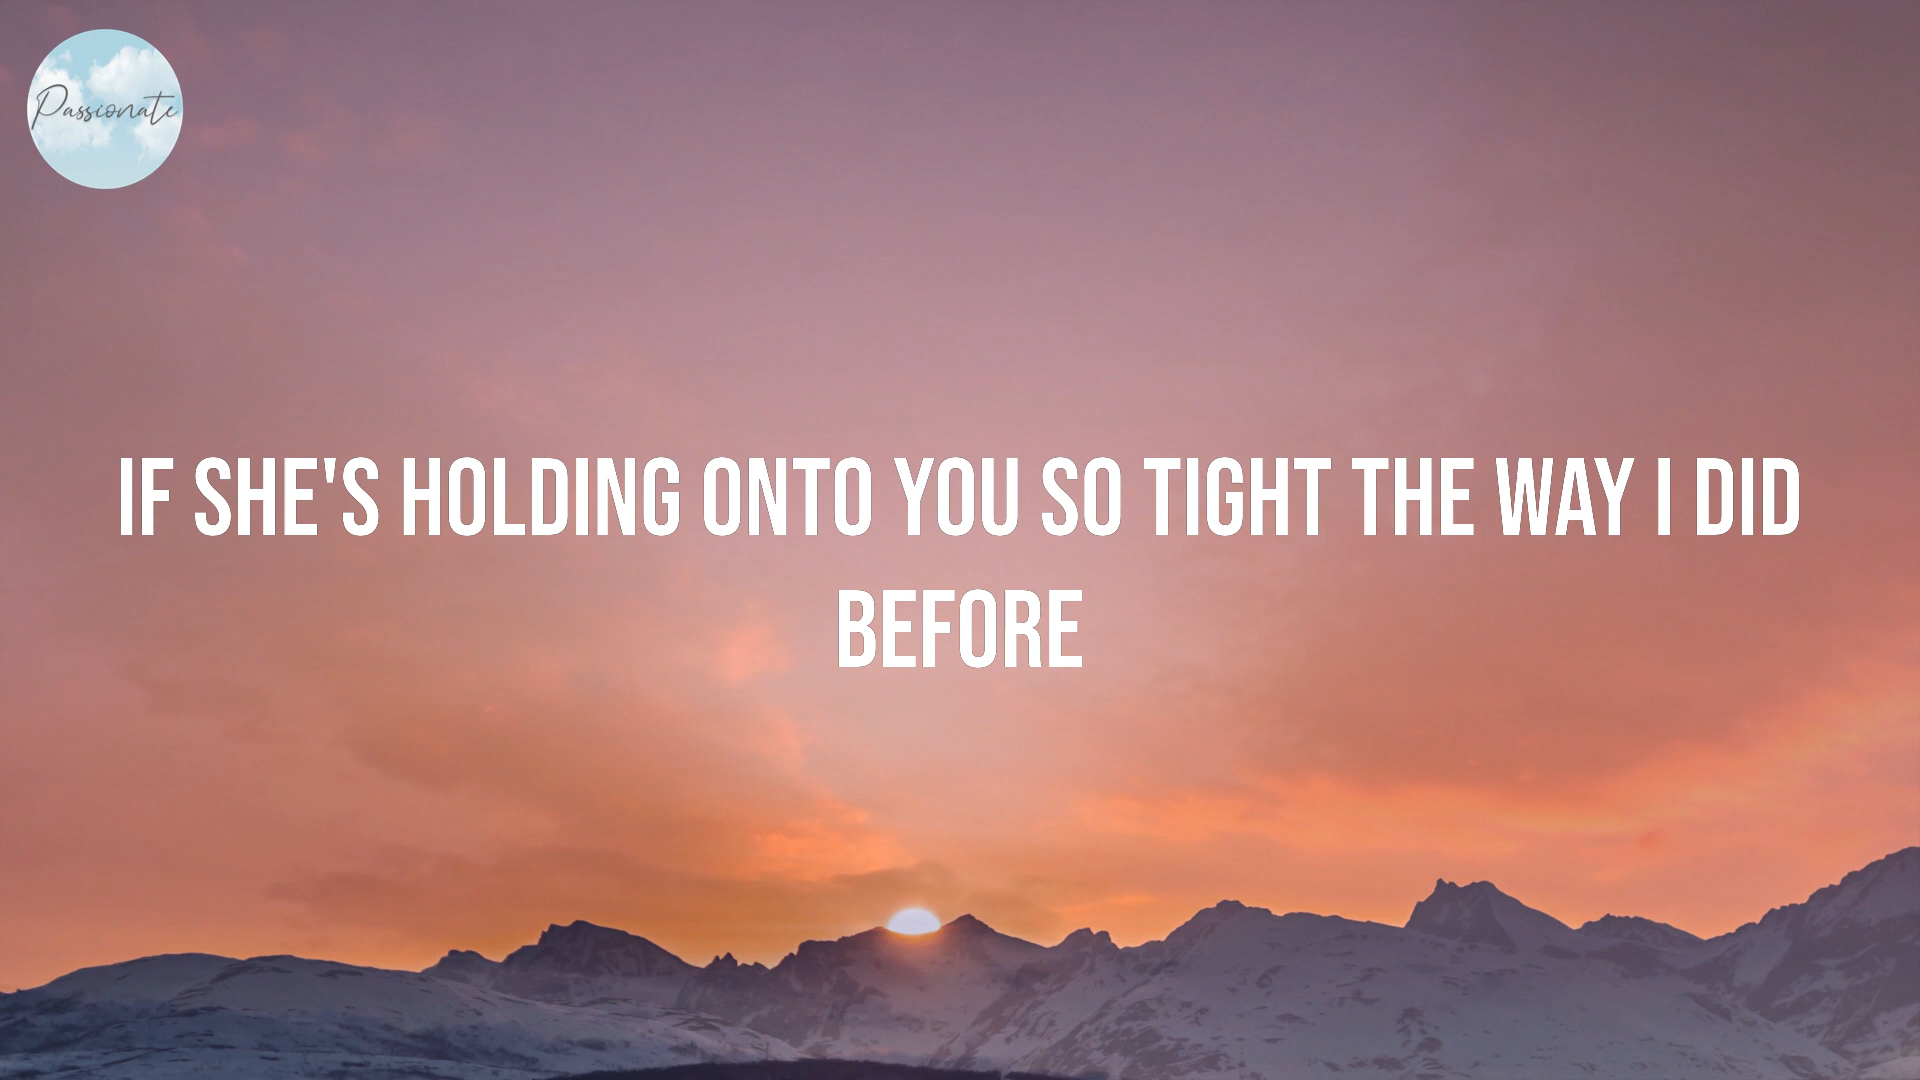 Passionate
IF SHE'S HOLDING ONTO YOU SO TIGHT THE WAY I DID
BEFORE